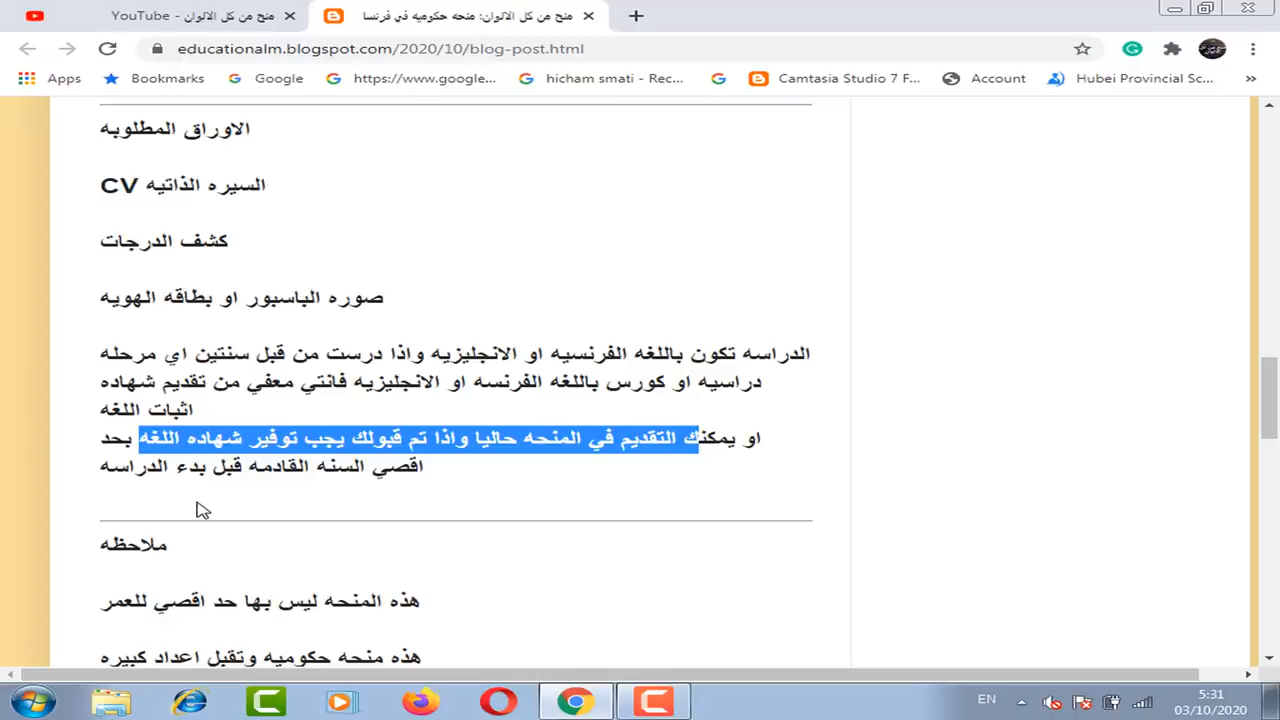 منح من كل الالوان - YouTube
منح من كل الالوان: منحه حكوميه في فرنسا
educationalm.blogspot.com/2020/10/blog-post.html
Apps Bookmarks Google https://www.google... hicham smati - Rec... Camtasia Studio 7 F... Account Hubei Provincial Sc... »
الاوراق المطلوبه
السيره الذاتيه CV
كشف الدرجات
صوره الباسبور او بطاقه الهويه
الدراسه تكون باللغه الفرنسيه او الانجليزيه واذا درست من قبل سنتين اي مرحله
دراسيه او كورس باللغه الفرنسه او الانجليزيه فانتي معفي من تقديم شهاده
اثبات اللغه
او يمكنك التقديم في المنحه حاليا واذا تم قبولك يجب توفير شهاده اللغه بحد
اقصي السنه القادمه قبل بدء الدراسه
ملاحظه
هذه المنحه ليس بها حد اقصي للعمر
هذه منحه حكوميه وتقبل اعداد كبيره
EN
5:31
03/10/2020